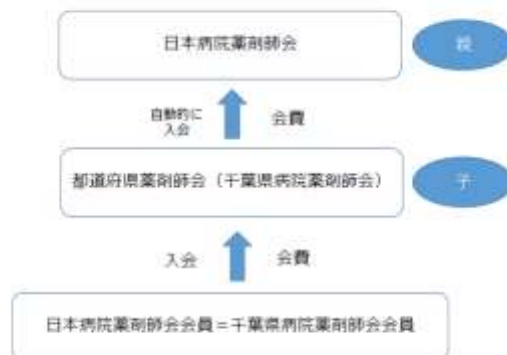 日本病院薬剤師会
親
自動的に
入会
会費
都道府県薬剤師会（千葉県病院薬剤師会）
子
入会
会費
日本病院薬剤師会会員＝千葉県病院薬剤師会会員